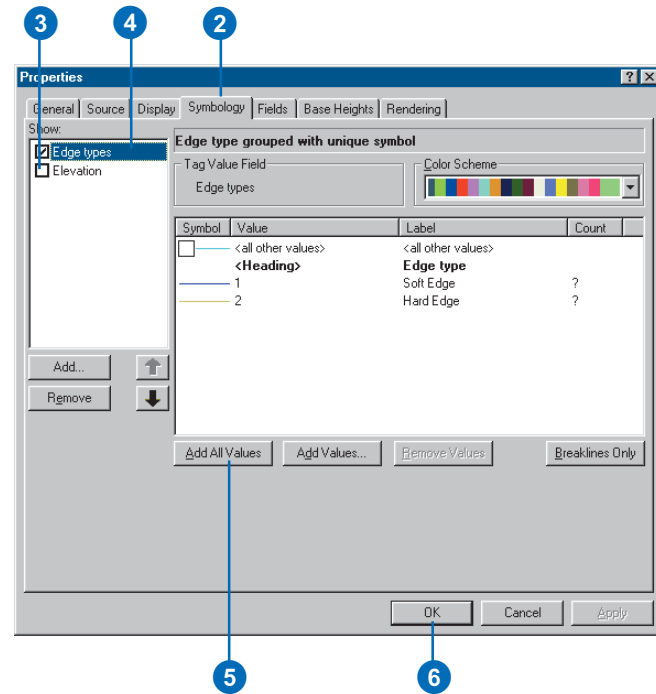 3 4 2
Properties
General Source Display Symbology Fields Base Heights Rendering
Show:
Edge types
Elevation
Edge type grouped with unique symbol
Tag Value Field
Edge types
Color Scheme
Symbol Value Label Count
<all other values> <all other values>
<Heading> Edge type
1 Soft Edge ?
2 Hard Edge ?
Add...
Remove
Add All Values Add Values... Remove Values Breaklines Only
OK Cancel Apply
5 6